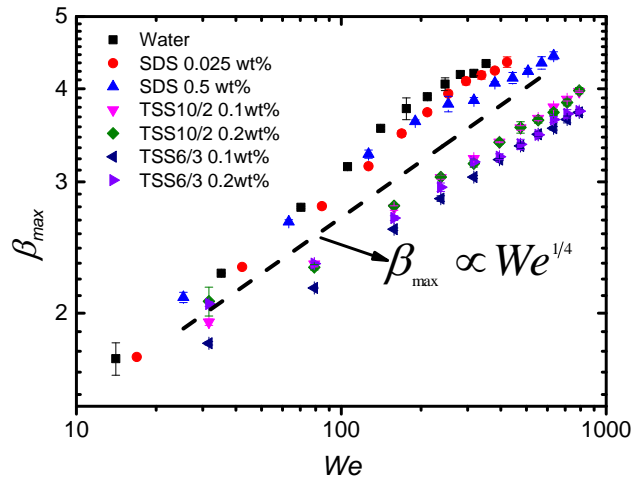 5
4
3
2
β_max
Water
SDS 0.025 wt%
SDS 0.5 wt%
TSS10/2 0.1wt%
TSS10/2 0.2wt%
TSS6/3 0.1wt%
TSS6/3 0.2wt%
β_max ∝ We^1/4
10 100 1000
We